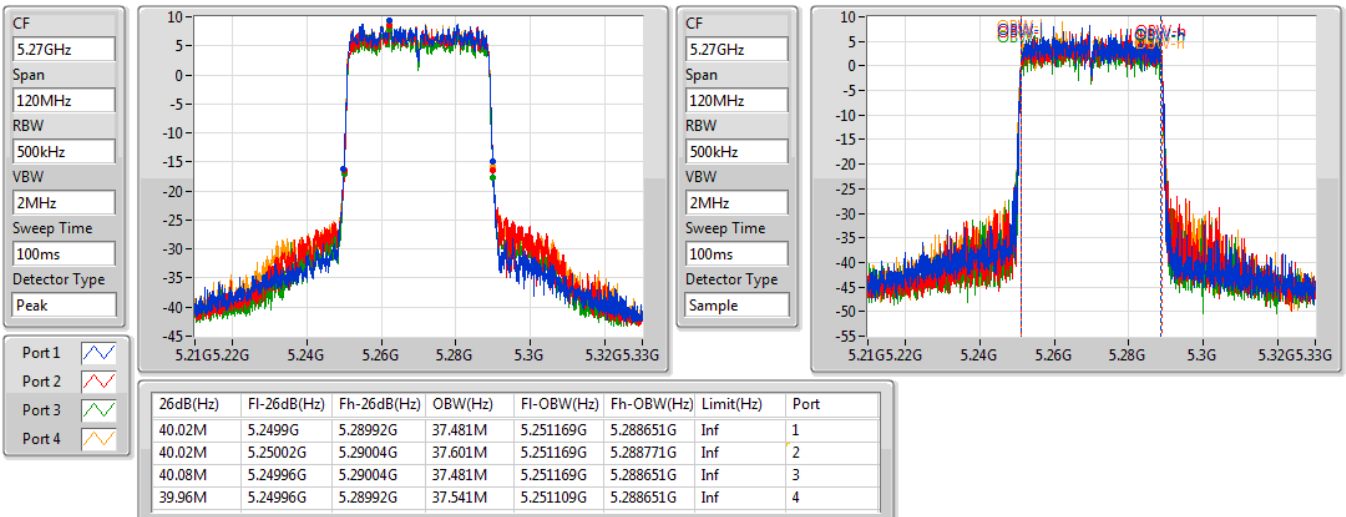 CF
5.27GHz
Span
120MHz
RBW
500kHz
VBW
2MHz
Sweep Time
100ms
Detector Type
Peak
10
5
0
-5
-10
-15
-20
-25
-30
-35
-40
-45
5.21G 5.22G 5.24G 5.26G 5.28G 5.3G 5.32G 5.33G
CF
5.27GHz
Span
120MHz
RBW
500kHz
VBW
2MHz
Sweep Time
100ms
Detector Type
Sample
10
5
0
-5
-10
-15
-20
-25
-30
-35
-40
-45
-50
-55
OBW-h
5.21G 5.22G 5.24G 5.26G 5.28G 5.3G 5.32G 5.33G
Port 1
Port 2
Port 3
Port 4
26dB(Hz) Fl-26dB(Hz) Fh-26dB(Hz) OBW(Hz) Fl-OBW(Hz) Fh-OBW(Hz) Limit(Hz) Port
40.02M 5.2499G 5.28992G 37.481M 5.251169G 5.288651G Inf 1
40.02M 5.25002G 5.29004G 37.601M 5.251169G 5.288771G Inf 2
40.08M 5.24996G 5.29004G 37.481M 5.251169G 5.288651G Inf 3
39.96M 5.24996G 5.28992G 37.541M 5.251109G 5.288651G Inf 4